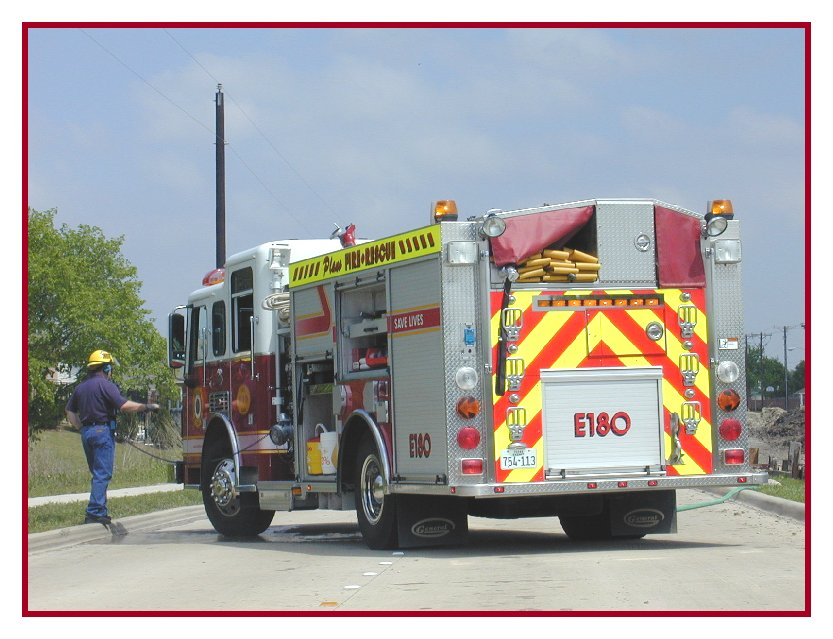 Plano FIRE • RESCUE
SAVE LIVES
E180
E180
754-113
General
General